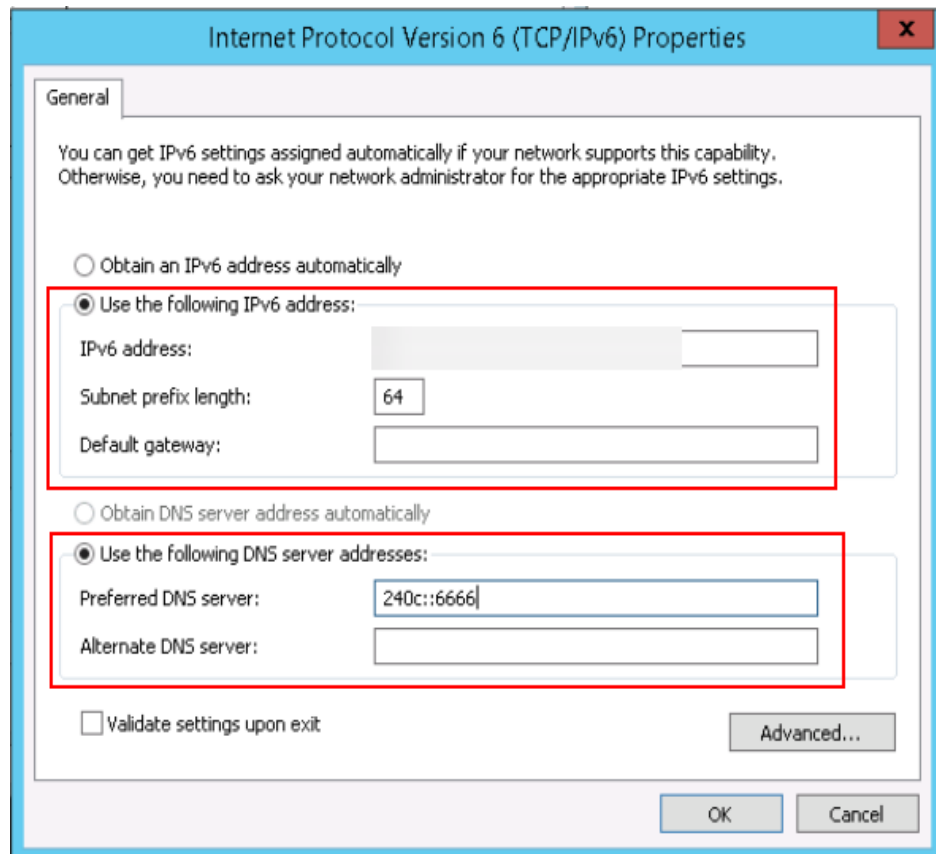 Internet Protocol Version 6 (TCP/IPv6) Properties
x
General
You can get IPv6 settings assigned automatically if your network supports this capability.
Otherwise, you need to ask your network administrator for the appropriate IPv6 settings.
Obtain an IPv6 address automatically
Use the following IPv6 address:
IPv6 address:
Subnet prefix length: 64
Default gateway:
Obtain DNS server address automatically
Use the following DNS server addresses:
Preferred DNS server: 240c::6666
Alternate DNS server:
Validate settings upon exit
Advanced...
OK Cancel